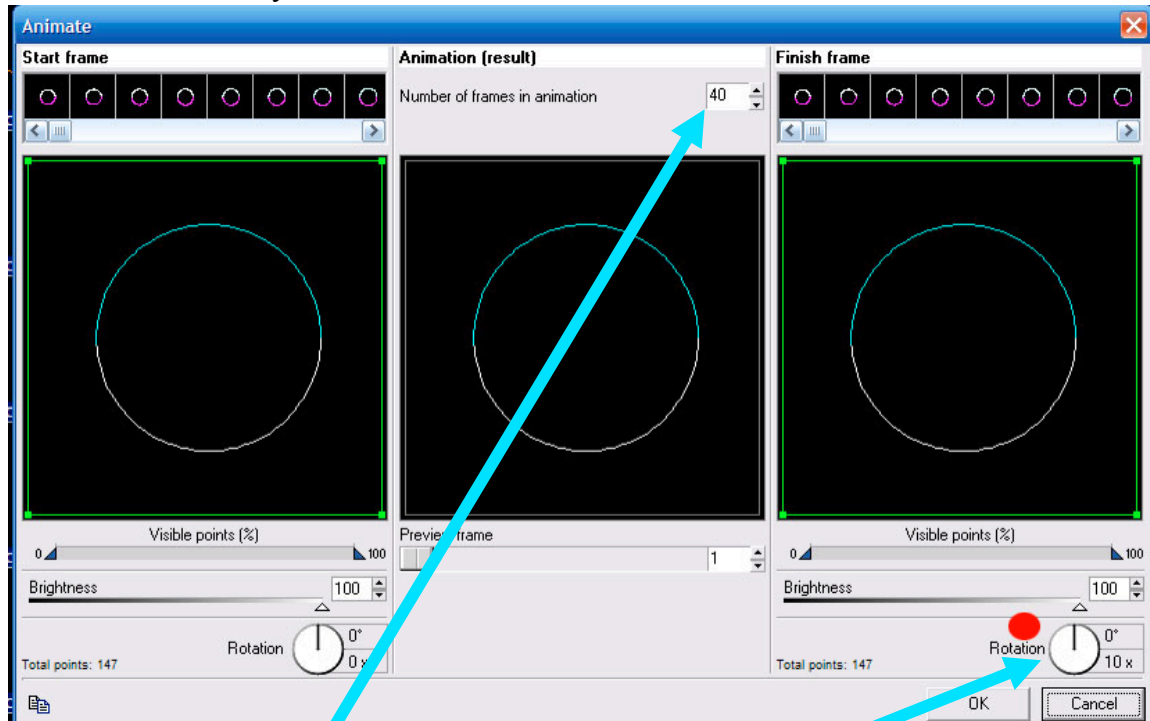 Animate
Start frame
Animation (result)
Finish frame
Number of frames in animation
40
Visible points (%)
0
100
Preview frame
1
Visible points (%)
0
100
Brightness
100
Brightness
100
Rotation
0°
0 x
Total points: 147
Rotation
0°
10 x
Total points: 147
OK
Cancel